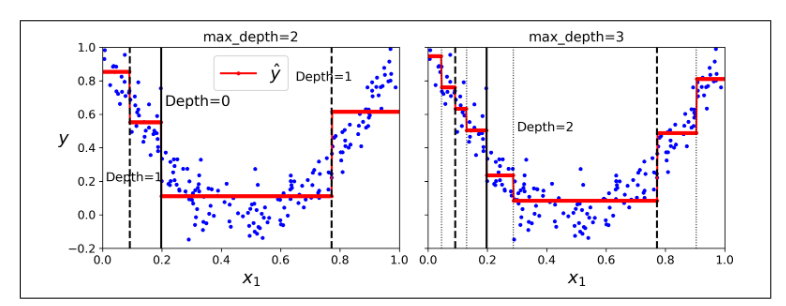 max_depth=2
1.0
0.8
0.6
0.4
0.2
0.0
−0.2
y
ŷ
Depth=1
Depth=0
Depth=1
0.0 0.2 0.4 0.6 0.8 1.0
x₁
max_depth=3
Depth=2
0.0 0.2 0.4 0.6 0.8 1.0
x₁